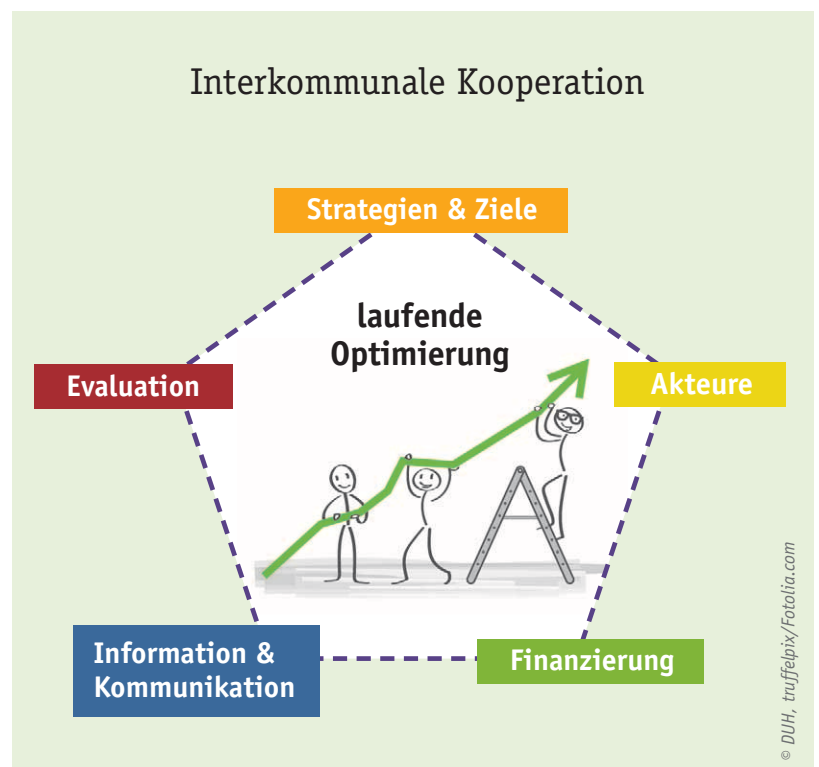 Interkommunale Kooperation
Strategien & Ziele
laufende
Optimierung
Evaluation
Akteure
Information &
Kommunikation
Finanzierung
© DUH, truffelpix/Fotolia.com